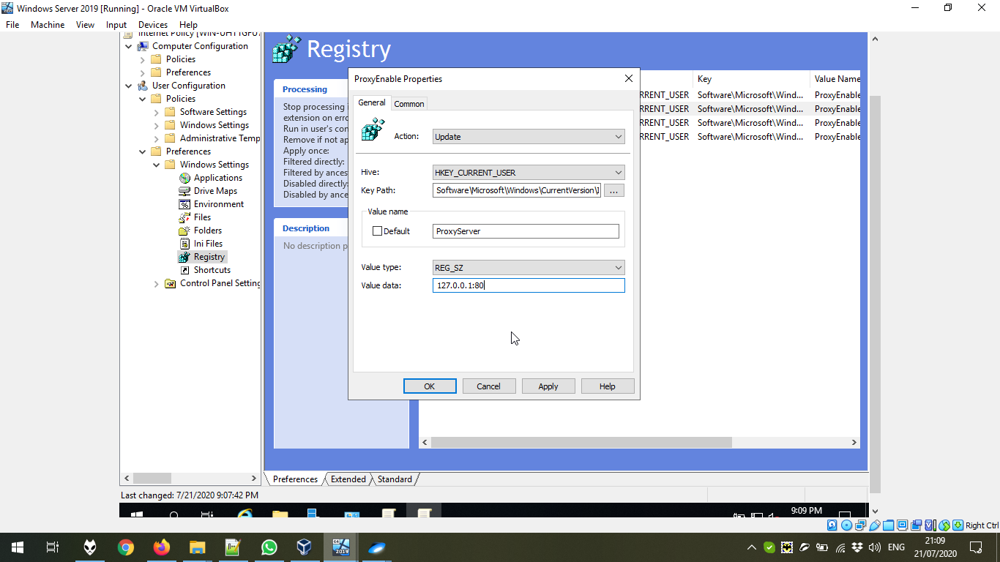 Windows Server 2019 [Running] - Oracle VM VirtualBox
File Machine View Input Devices Help
Internet Policy
Computer Configuration
Policies
Preferences
User Configuration
Policies
Software Settings
Windows Settings
Administrative Temp
Preferences
Windows Settings
Applications
Drive Maps
Environment
Files
Folders
Ini Files
Registry
Shortcuts
Control Panel Setting
Registry
Processing
Stop processing
extension on erro
Run in user's con
Remove if not ap
Apply once:
Filtered directly:
Filtered by ances
Disabled directly:
Disabled by ance
Description
No description p
Key Value Name
RRENT_USER Software\Microsoft\Wind... ProxyEnable
RRENT_USER Software\Microsoft\Wind... ProxyEnable
RRENT_USER Software\Microsoft\Wind... ProxyEnable
RRENT_USER Software\Microsoft\Wind... ProxyEnable
ProxyEnable Properties
General Common
Action: Update
Hive: HKEY_CURRENT_USER
Key Path: Software\Microsoft\Windows\CurrentVersion\I ...
Value name
Default ProxyServer
Value type: REG_SZ
Value data: 127.0.0.1:80
OK Cancel Apply Help
Preferences Extended Standard
Last changed: 7/21/2020 9:07:42 PM
9:09 PM
Right Ctrl
2019
ENG
21:09
21/07/2020